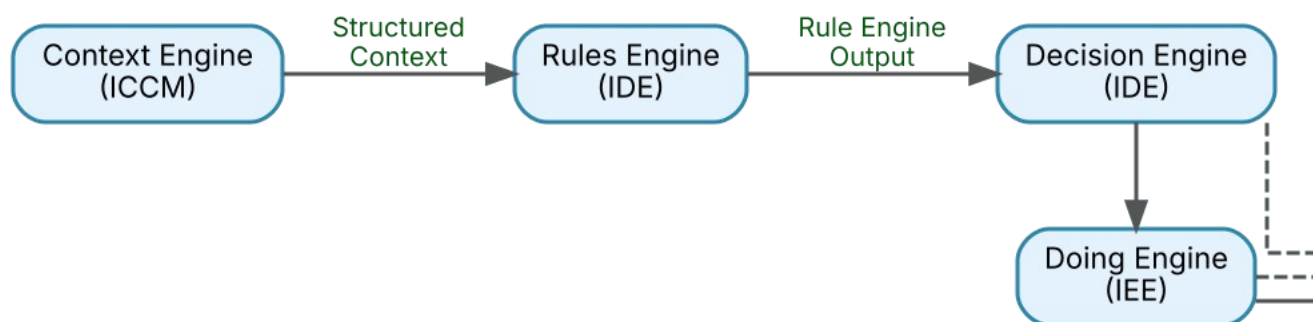 Context Engine
(ICCM)
Structured
Context
Rules Engine
(IDE)
Rule Engine
Output
Decision Engine
(IDE)
Doing Engine
(IEE)